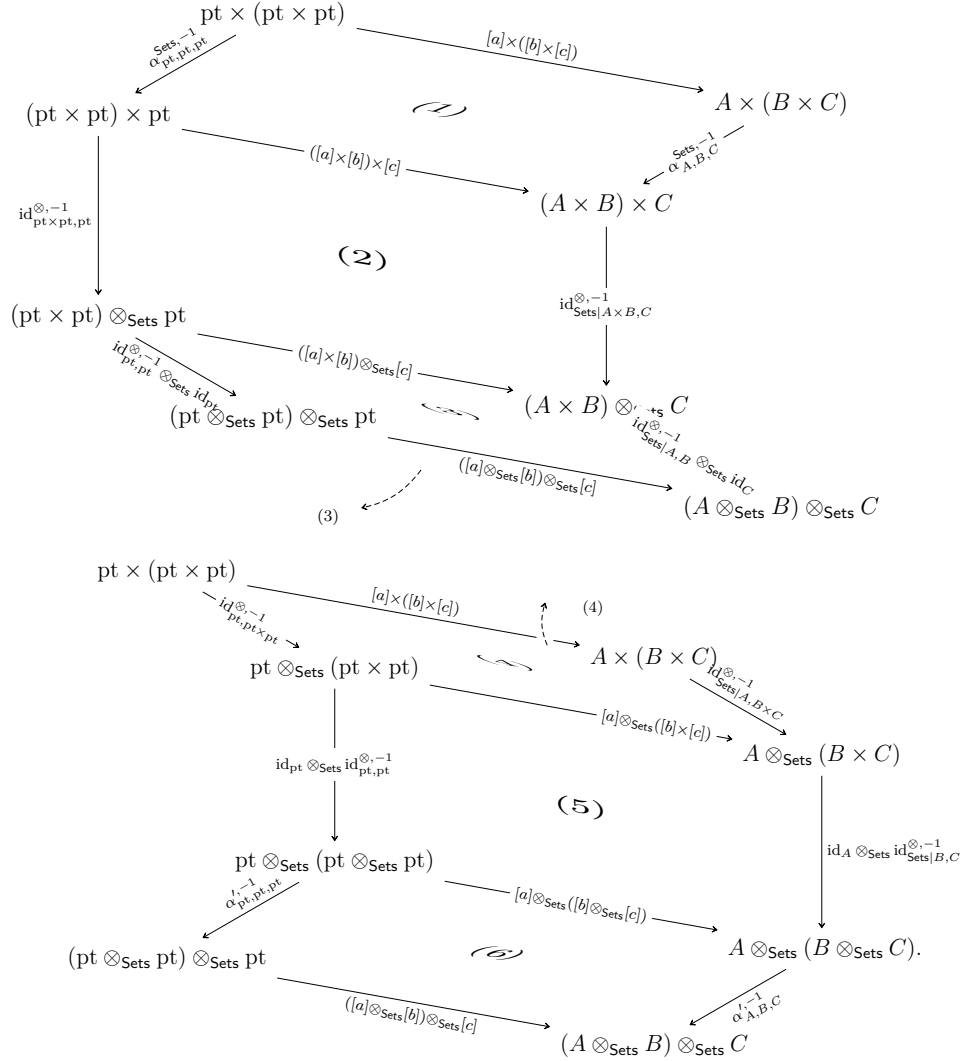 pt × (pt × pt)
α^{Sets,−1}_{pt,pt,pt}
[a]×([b]×[c])
A × (B × C)
(pt × pt) × pt
(1)
α^{Sets,−1}_{A,B,C}
([a]×[b])×[c]
(A × B) × C
id^{⊗,−1}_{pt×pt,pt}
(2)
id^{⊗,−1}_{Sets|A×B,C}
(pt × pt) ⊗_{Sets} pt
([a]×[b])⊗_{Sets}[c]
id^{⊗,−1}_{pt,pt} ⊗_{Sets} id_{pt}
(A × B) ⊗_{Sets} C
(pt ⊗_{Sets} pt) ⊗_{Sets} pt
id^{⊗,−1}_{Sets|A,B} ⊗_{Sets} id_C
([a]⊗_{Sets}[b])⊗_{Sets}[c]
(A ⊗_{Sets} B) ⊗_{Sets} C
(3)
pt × (pt × pt)
[a]×([b]×[c])
(4)
id^{⊗,−1}_{pt,pt×pt}
A × (B × C)
pt ⊗_{Sets} (pt × pt)
id^{⊗,−1}_{Sets|A,B×C}
[a]⊗_{Sets}([b]×[c])
A ⊗_{Sets} (B × C)
id_{pt} ⊗_{Sets} id^{⊗,−1}_{pt,pt}
(5)
id_A ⊗_{Sets} id^{⊗,−1}_{Sets|B,C}
pt ⊗_{Sets} (pt ⊗_{Sets} pt)
α^{′,−1}_{pt,pt,pt}
[a]⊗_{Sets}([b]⊗_{Sets}[c])
A ⊗_{Sets} (B ⊗_{Sets} C).
(pt ⊗_{Sets} pt) ⊗_{Sets} pt
(6)
α^{′,−1}_{A,B,C}
([a]⊗_{Sets}[b])⊗_{Sets}[c]
(A ⊗_{Sets} B) ⊗_{Sets} C